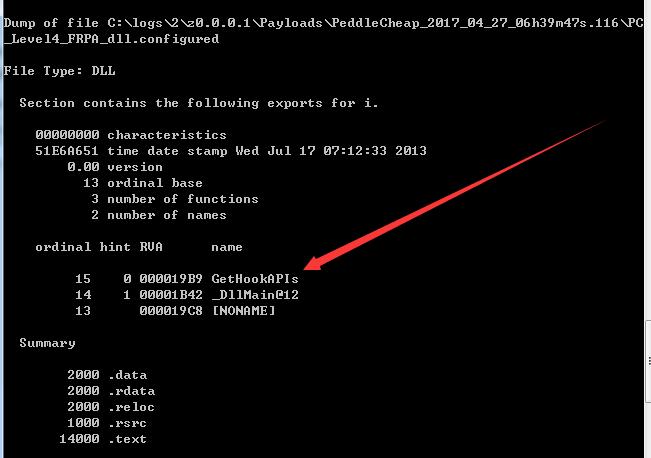 Dump of file C:\logs\2\z0.0.0.1\Payloads\PeddleCheap_2017_04_27_06h39m47s.116\PC
_Level4_FRPA_dll.configured
File Type: DLL
Section contains the following exports for i.
00000000 characteristics
51E6A651 time date stamp Wed Jul 17 07:12:33 2013
0.00 version
13 ordinal base
3 number of functions
2 number of names
ordinal hint RVA name
15 0 000019B9 GetHookAPIs
14 1 00001B42 _DllMain@12
13 000019C8 [NONAME]
Summary
2000 .data
2000 .rdata
2000 .reloc
1000 .rsrc
14000 .text